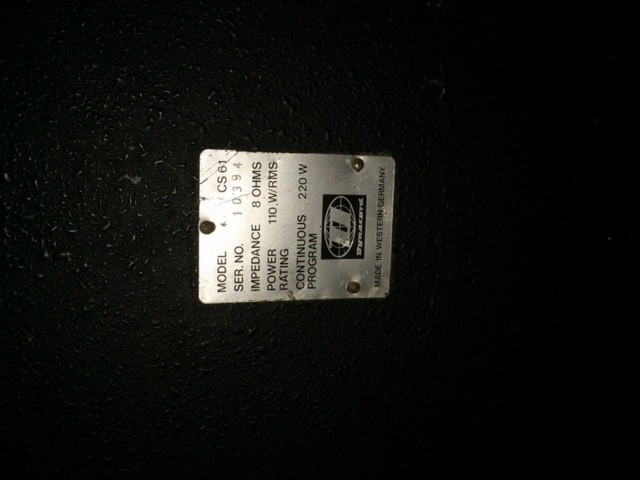 MODEL CS 61
SER. NO. 10394
IMPEDANCE 8 OHMS
POWER 110 W/RMS
RATING
CONTINUOUS 220 W
PROGRAM
Dynacord
MADE IN WESTERN GERMANY